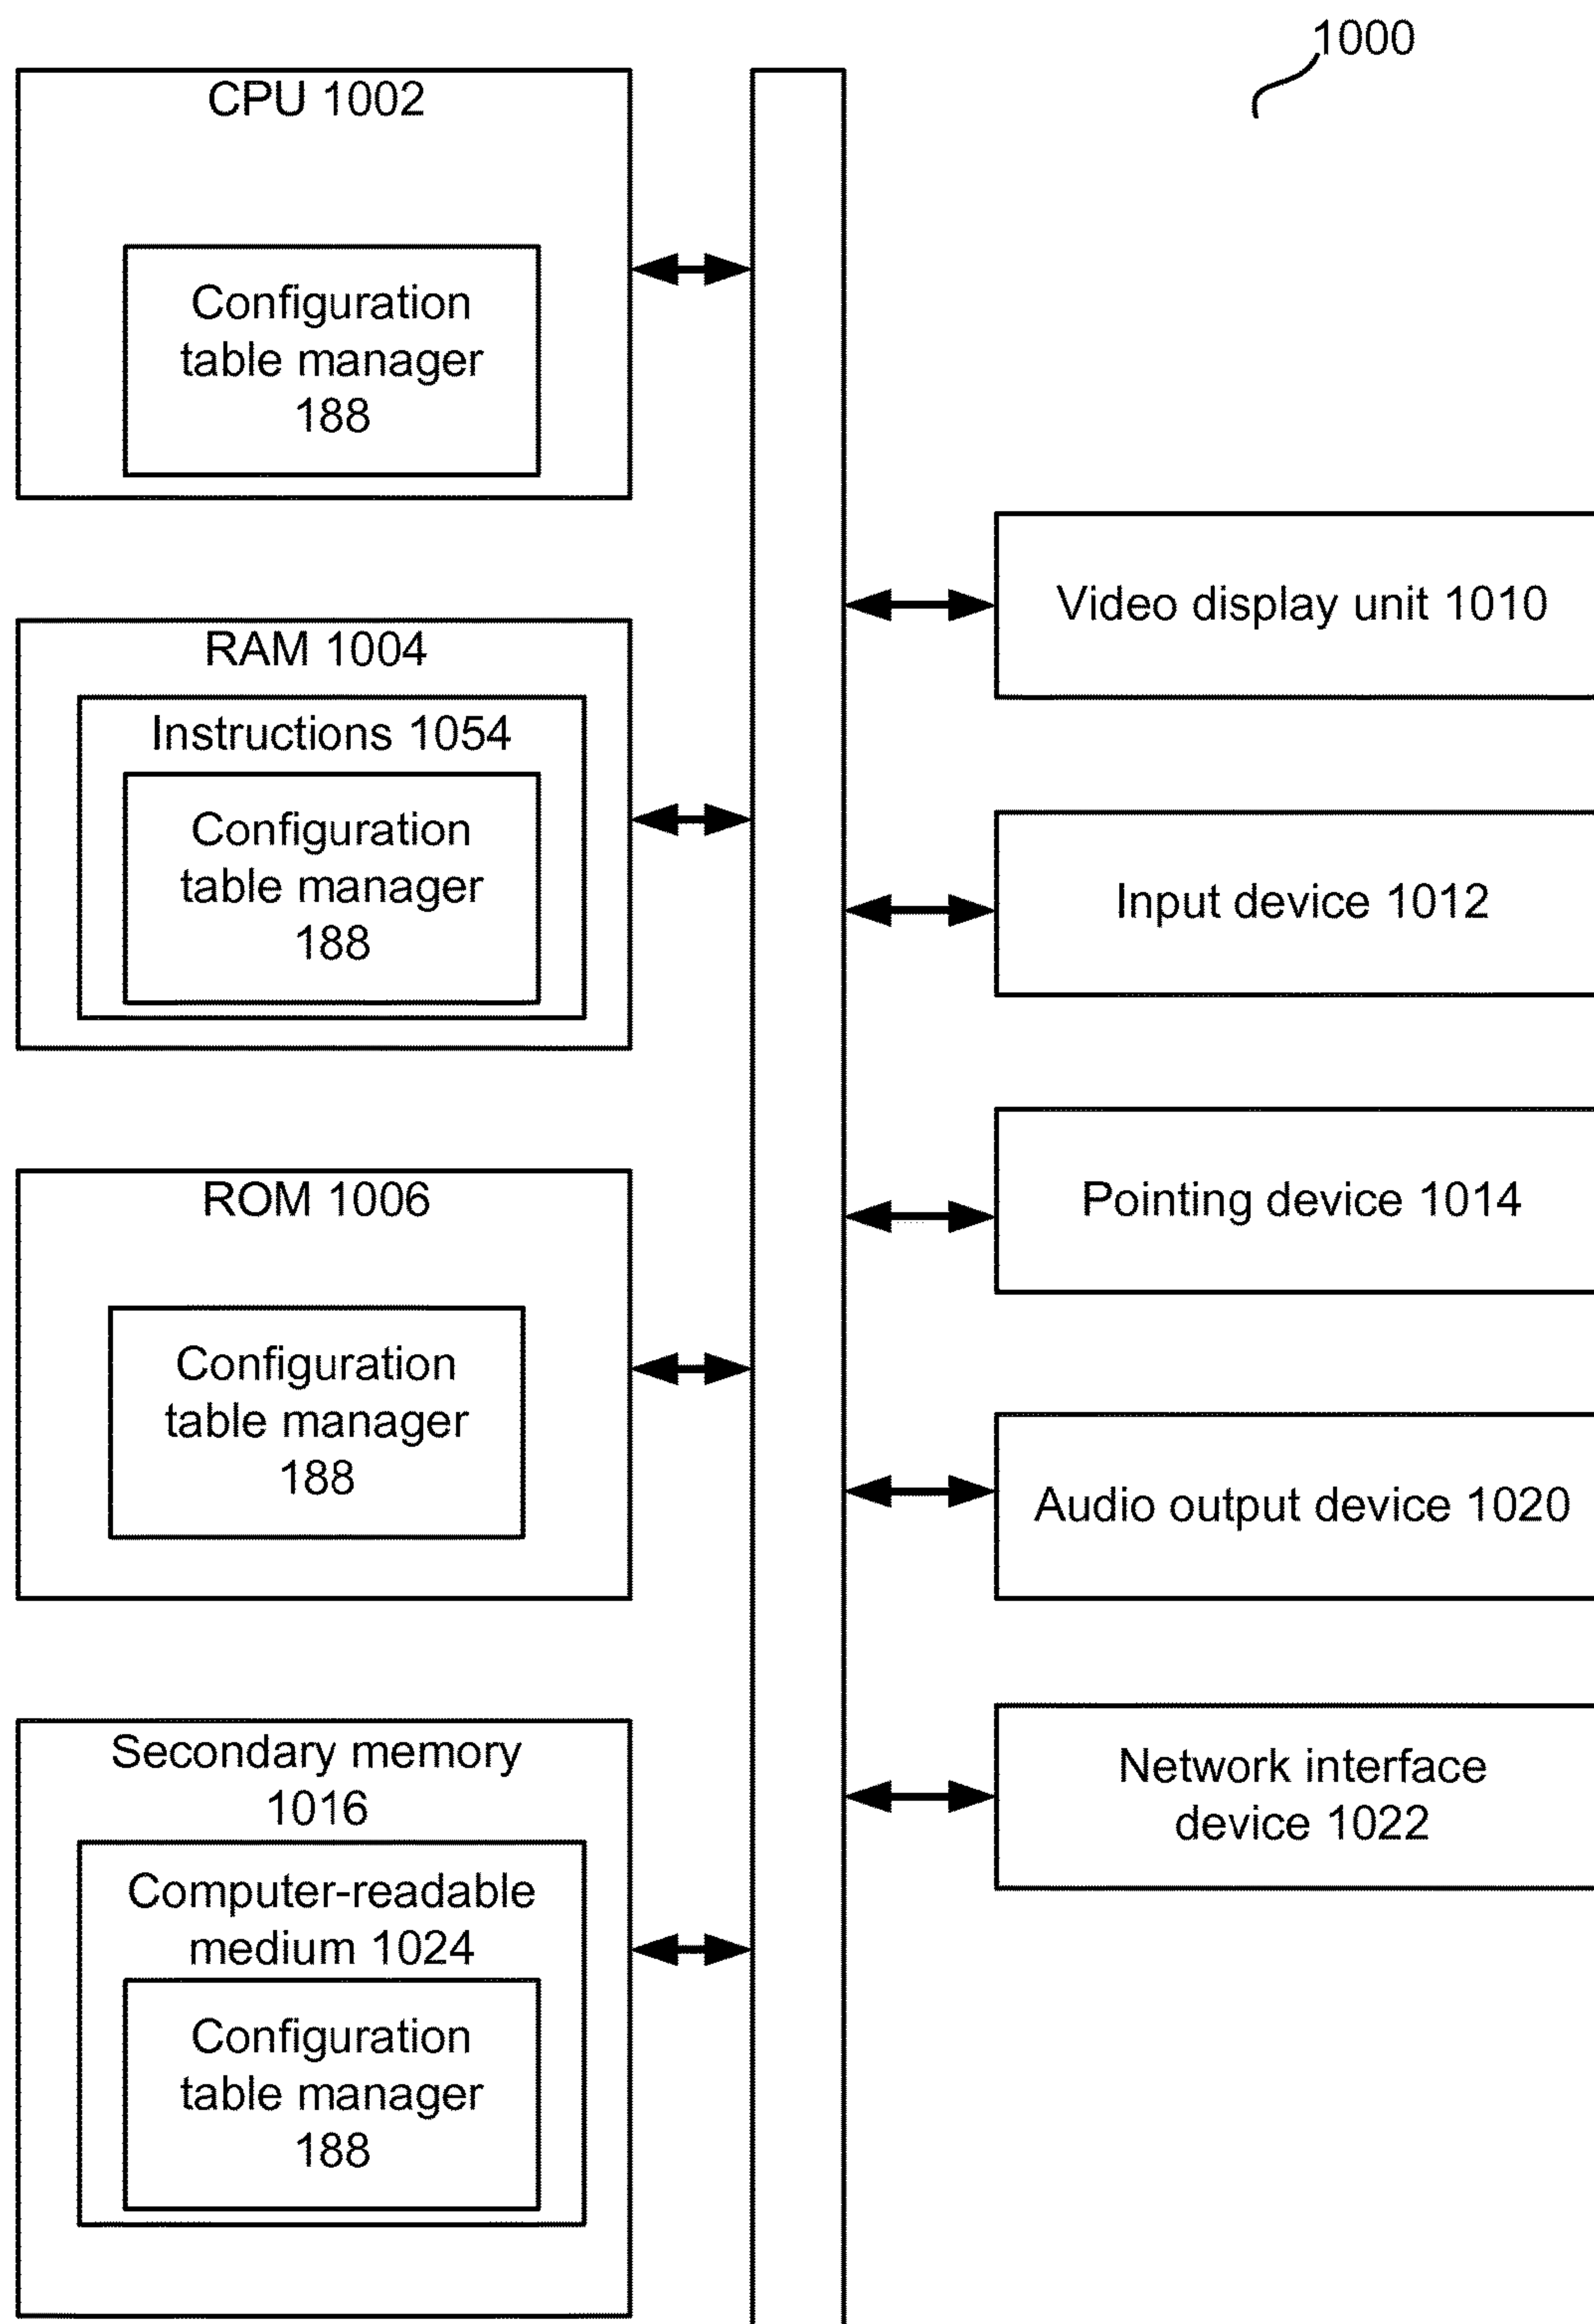 1000
CPU 1002
Configuration
table manager
188
RAM 1004
Instructions 1054
Configuration
table manager
188
ROM 1006
Configuration
table manager
188
Secondary memory
1016
Computer-readable
medium 1024
Configuration
table manager
188
Video display unit 1010
Input device 1012
Pointing device 1014
Audio output device 1020
Network interface
device 1022